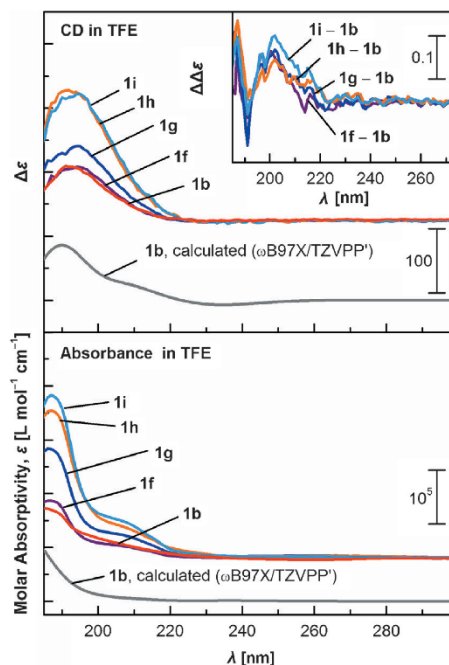 CD in TFE
1i
1h
1g
1f
1b
Δε
1b, calculated (ωB97X/TZVPP')
100
ΔΔε
1i – 1b
1h – 1b
1g – 1b
1f – 1b
0.1
200 220 240 260
λ [nm]
Absorbance in TFE
1i
1h
1g
1f
1b
Molar Absorptivity, ε [L mol⁻¹ cm⁻¹]
10⁵
1b, calculated (ωB97X/TZVPP')
200 220 240 260 280
λ [nm]